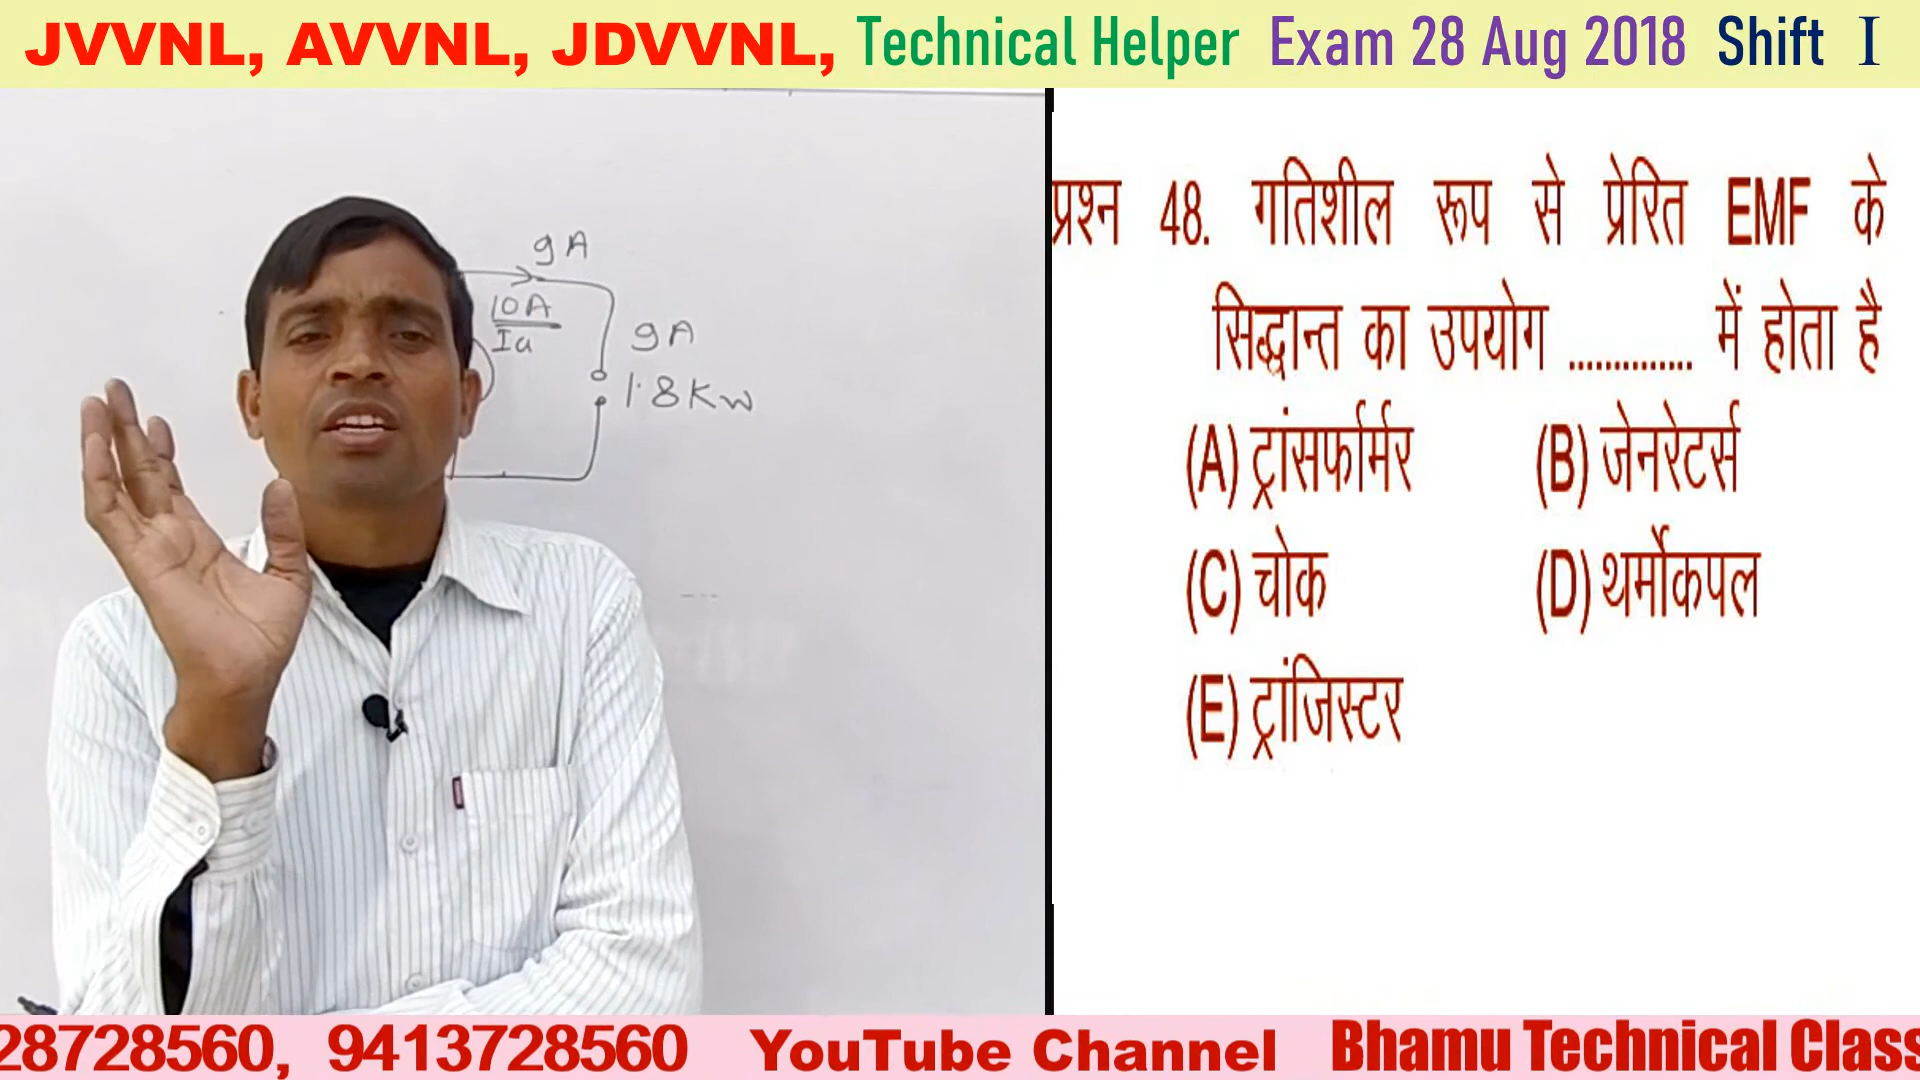 JVVNL, AVVNL, JDVVNL, Technical Helper Exam 28 Aug 2018 Shift I
9A
10A
Ia
9A
1.8Kw
प्रश्न 48. गतिशील रूप से प्रेरित EMF के
सिद्धान्त का उपयोग .............. में होता है
(A) ट्रांसर्फार्मर (B) जेनरेटर्स
(C) चोक (D) थर्मोकपल
(E) ट्रांजिस्टर
28728560, 9413728560 YouTube Channel Bhamu Technical Class